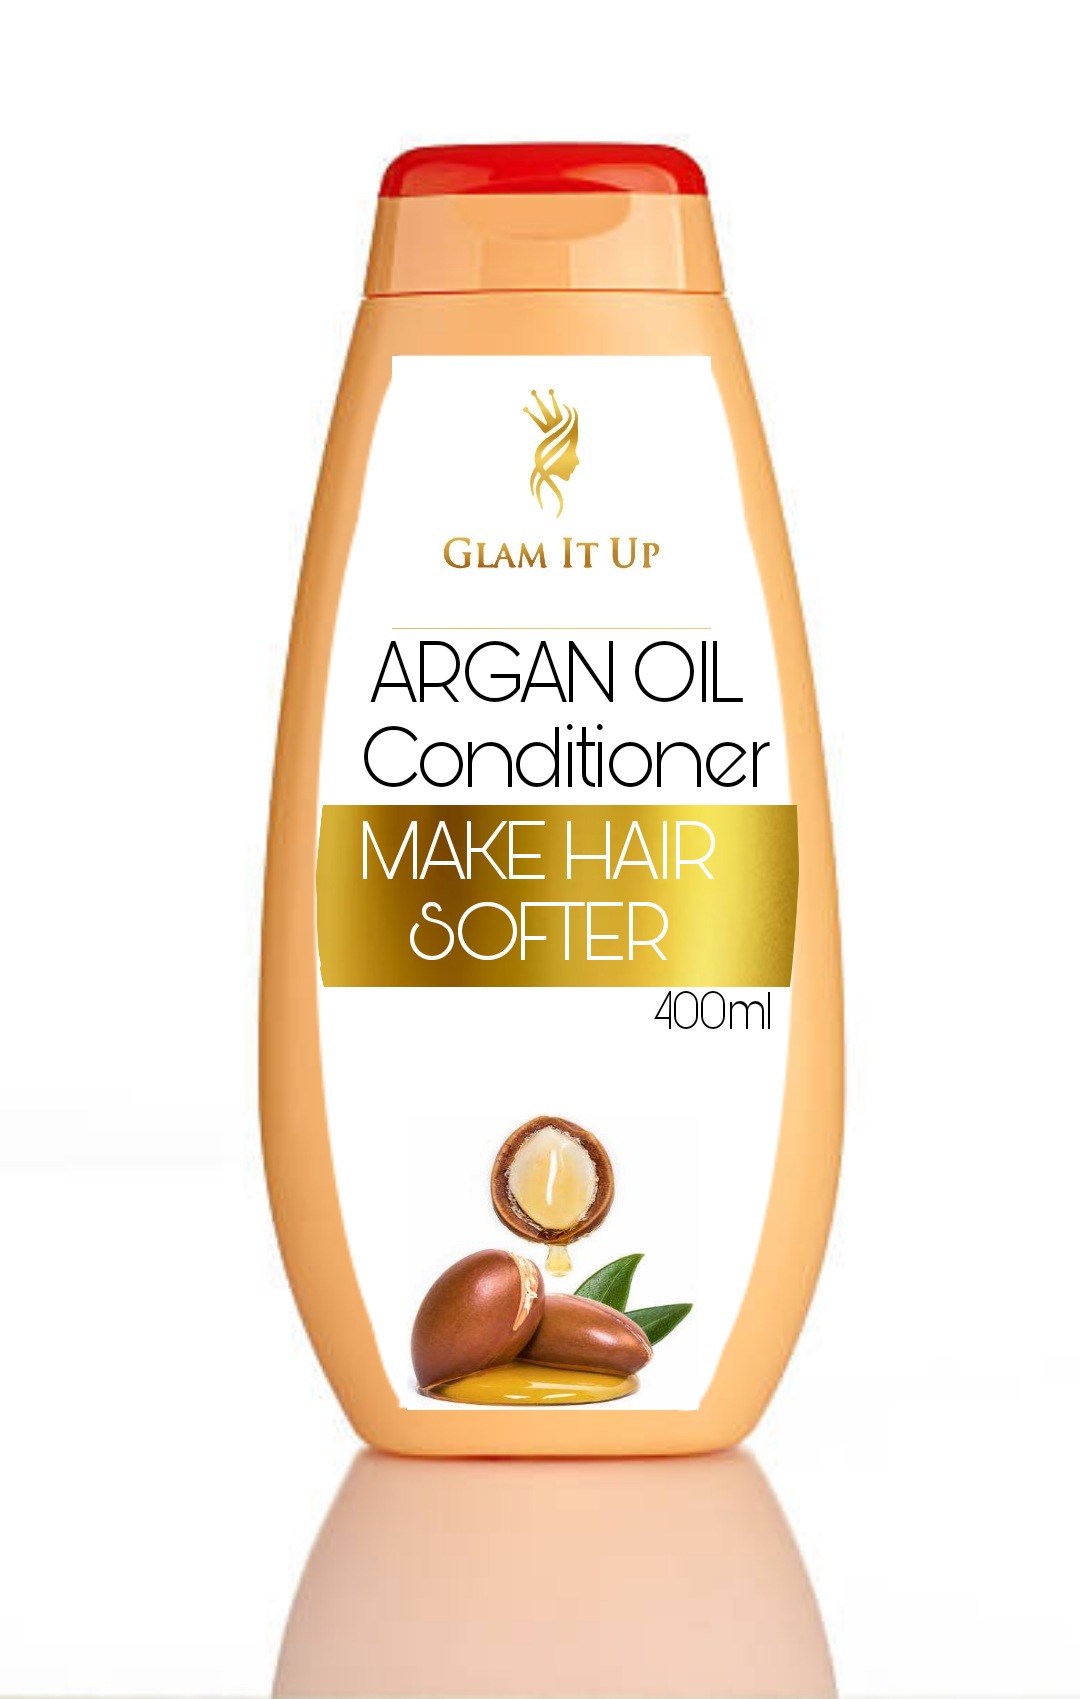 GLAM IT UP
ARGAN OIL
Conditioner
MAKE HAIR
SOFTER
400ml